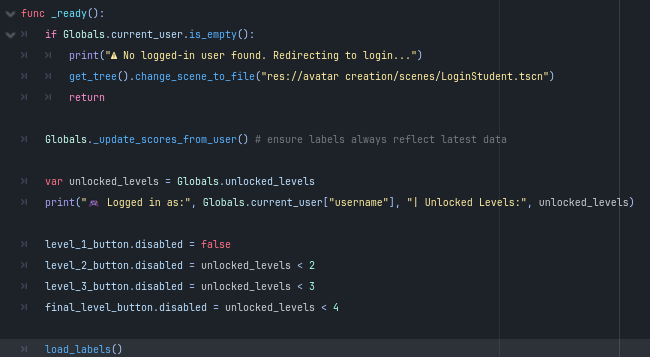 func _ready():
if Globals.current_user.is_empty():
print("⚠ No logged-in user found. Redirecting to login...")
get_tree().change_scene_to_file("res://avatar creation/scenes/LoginStudent.tscn")
return
Globals._update_scores_from_user() # ensure labels always reflect latest data
var unlocked_levels = Globals.unlocked_levels
print("🎮 Logged in as:", Globals.current_user["username"], "| Unlocked Levels:", unlocked_levels)
level_1_button.disabled = false
level_2_button.disabled = unlocked_levels < 2
level_3_button.disabled = unlocked_levels < 3
final_level_button.disabled = unlocked_levels < 4
load_labels()